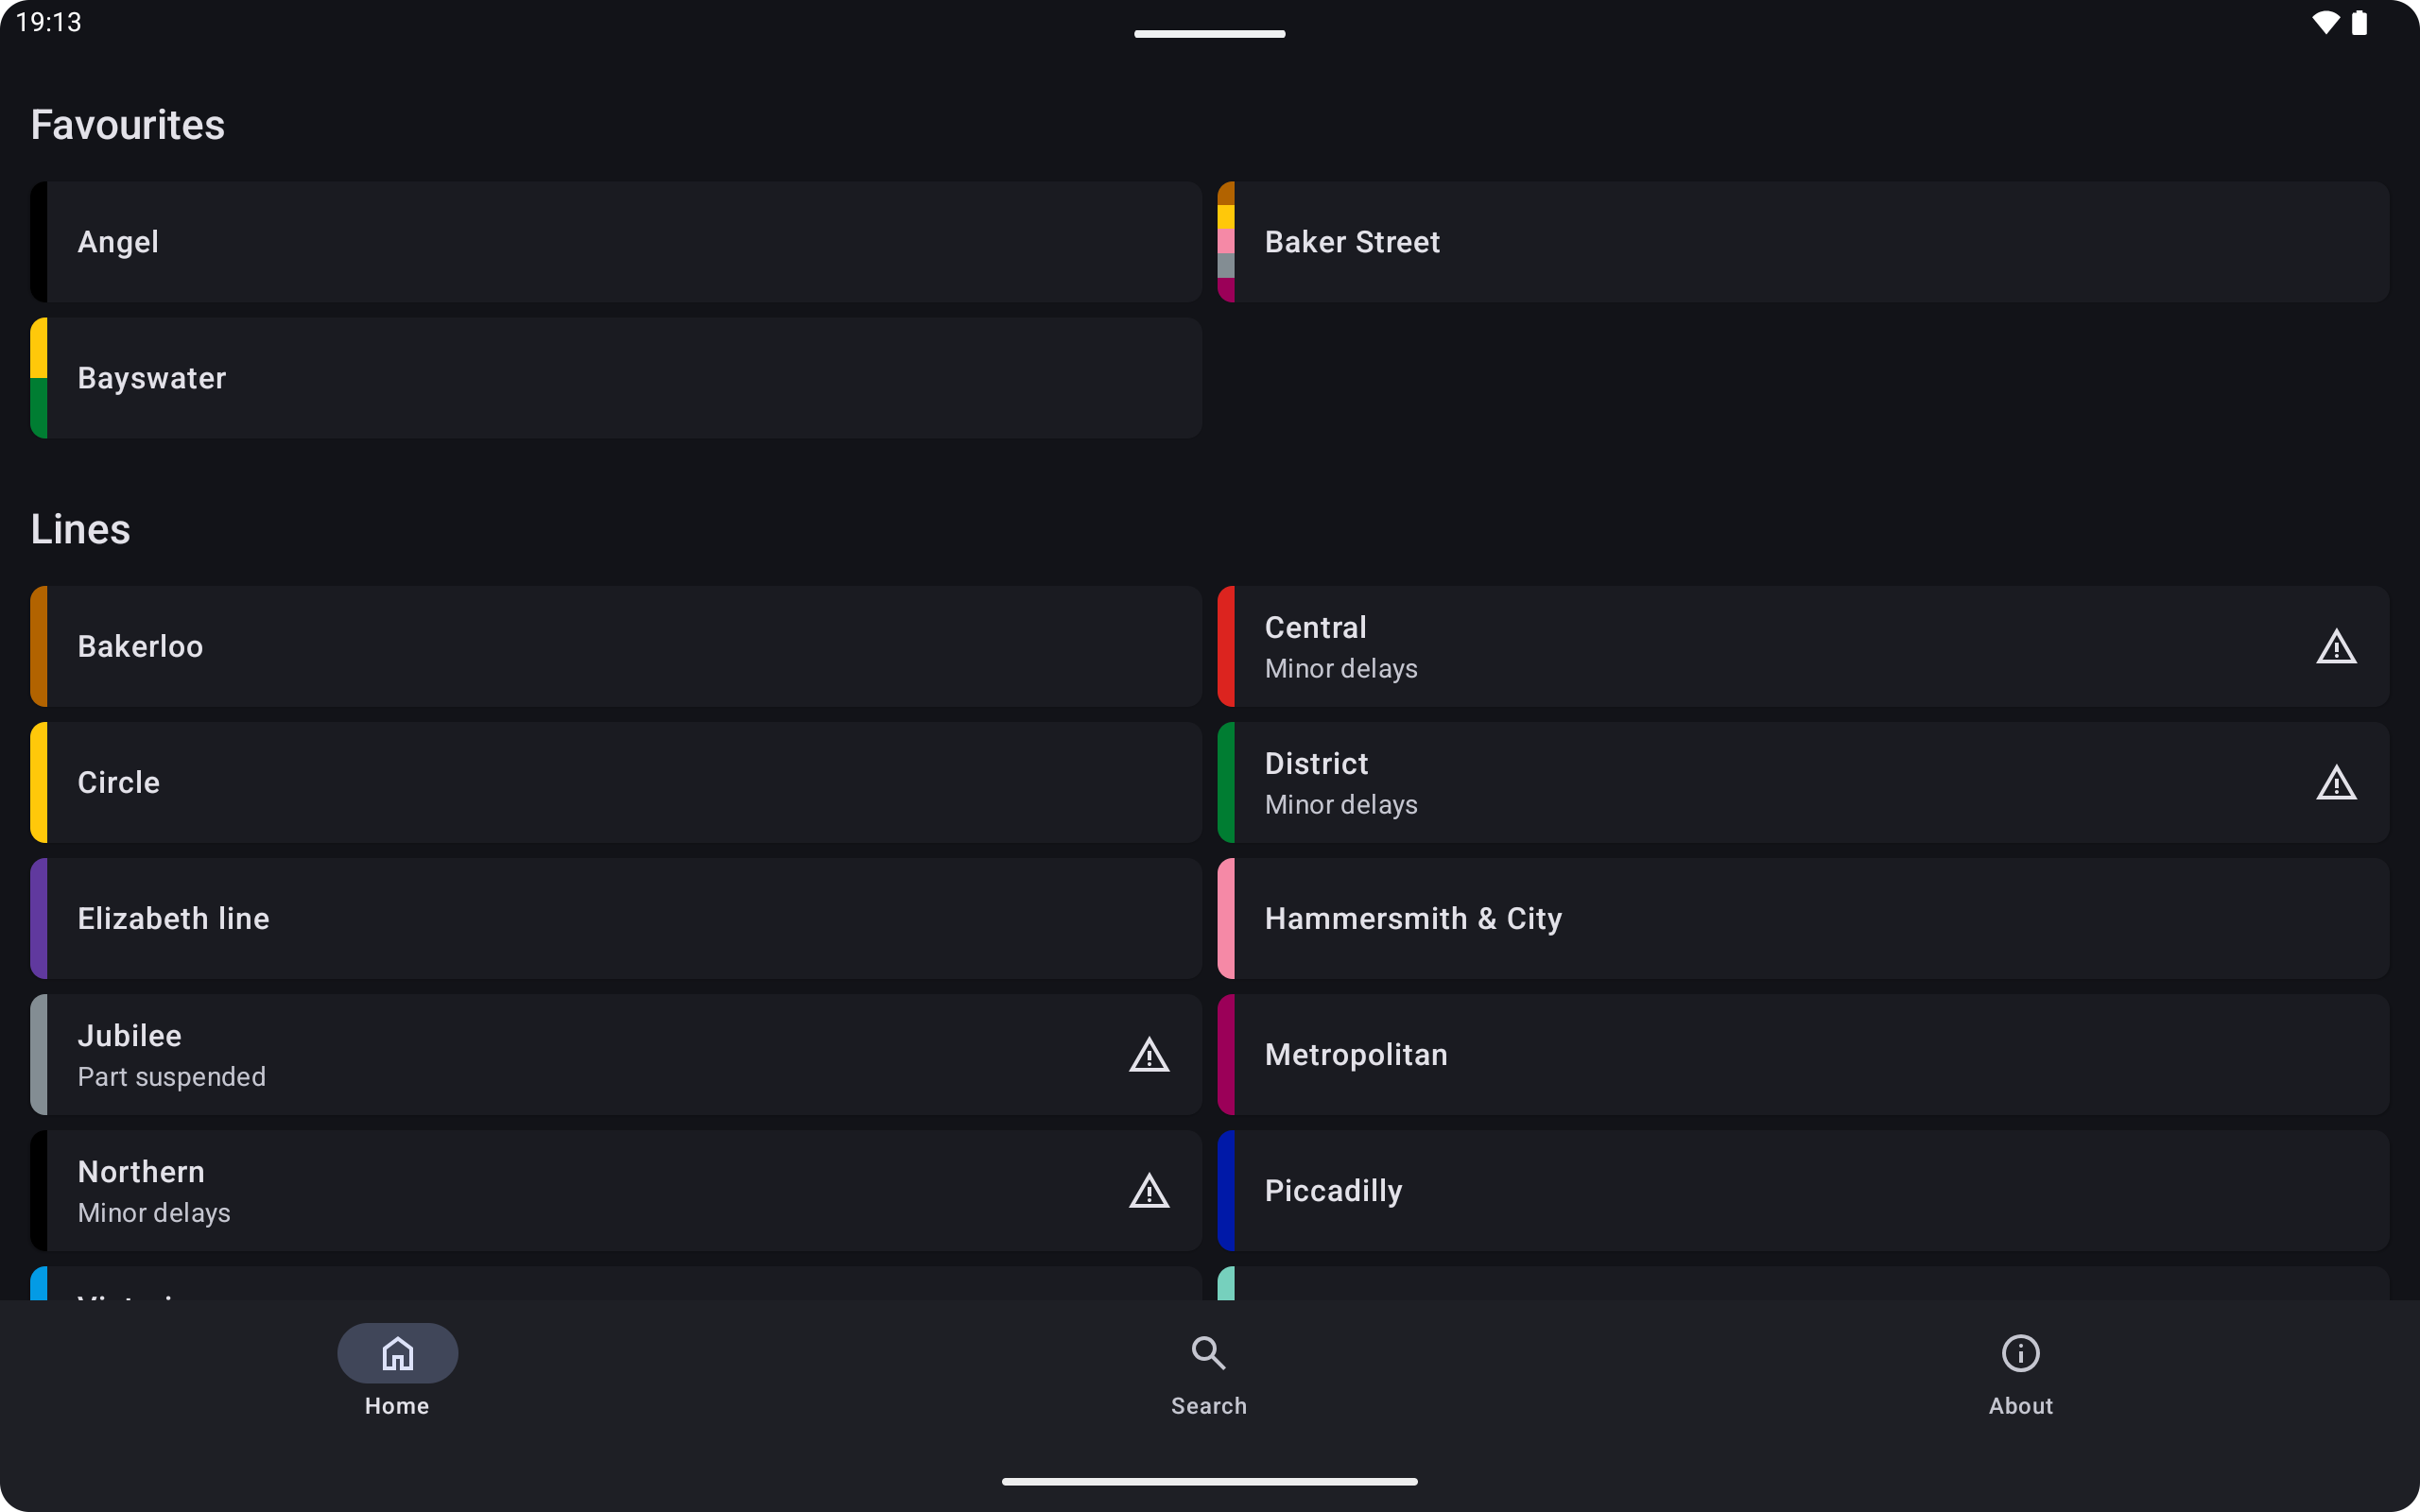 19:13
Favourites
Angel
Baker Street
Bayswater
Lines
Bakerloo
Central
Minor delays
Circle
District
Minor delays
Elizabeth line
Hammersmith & City
Jubilee
Part suspended
Metropolitan
Northern
Minor delays
Piccadilly
Home
Search
About